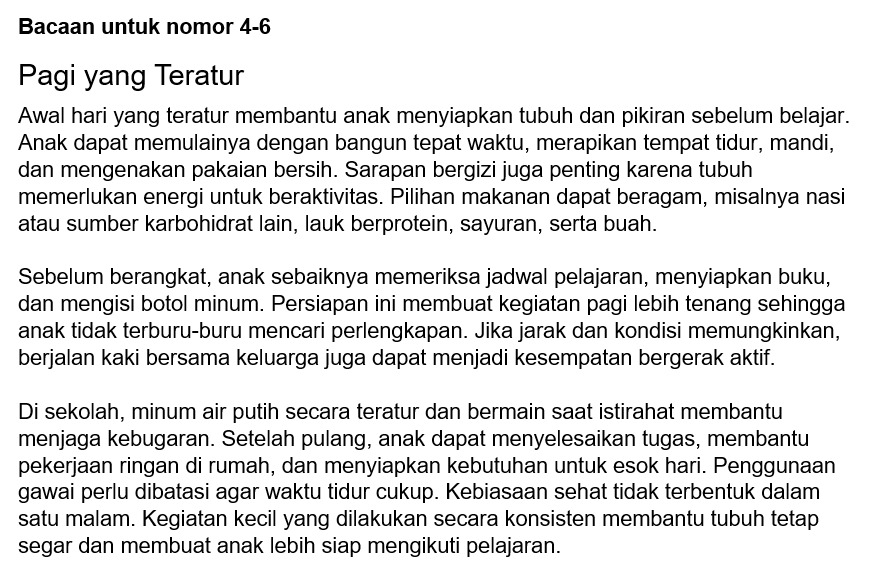 Bacaan untuk nomor 4-6
Pagi yang Teratur
Awal hari yang teratur membantu anak menyiapkan tubuh dan pikiran sebelum belajar.
Anak dapat memulainya dengan bangun tepat waktu, merapikan tempat tidur, mandi,
dan mengenakan pakaian bersih. Sarapan bergizi juga penting karena tubuh
memerlukan energi untuk beraktivitas. Pilihan makanan dapat beragam, misalnya nasi
atau sumber karbohidrat lain, lauk berprotein, sayuran, serta buah.
Sebelum berangkat, anak sebaiknya memeriksa jadwal pelajaran, menyiapkan buku,
dan mengisi botol minum. Persiapan ini membuat kegiatan pagi lebih tenang sehingga
anak tidak terburu-buru mencari perlengkapan. Jika jarak dan kondisi memungkinkan,
berjalan kaki bersama keluarga juga dapat menjadi kesempatan bergerak aktif.
Di sekolah, minum air putih secara teratur dan bermain saat istirahat membantu
menjaga kebugaran. Setelah pulang, anak dapat menyelesaikan tugas, membantu
pekerjaan ringan di rumah, dan menyiapkan kebutuhan untuk esok hari. Penggunaan
gawai perlu dibatasi agar waktu tidur cukup. Kebiasaan sehat tidak terbentuk dalam
satu malam. Kegiatan kecil yang dilakukan secara konsisten membantu tubuh tetap
segar dan membuat anak lebih siap mengikuti pelajaran.